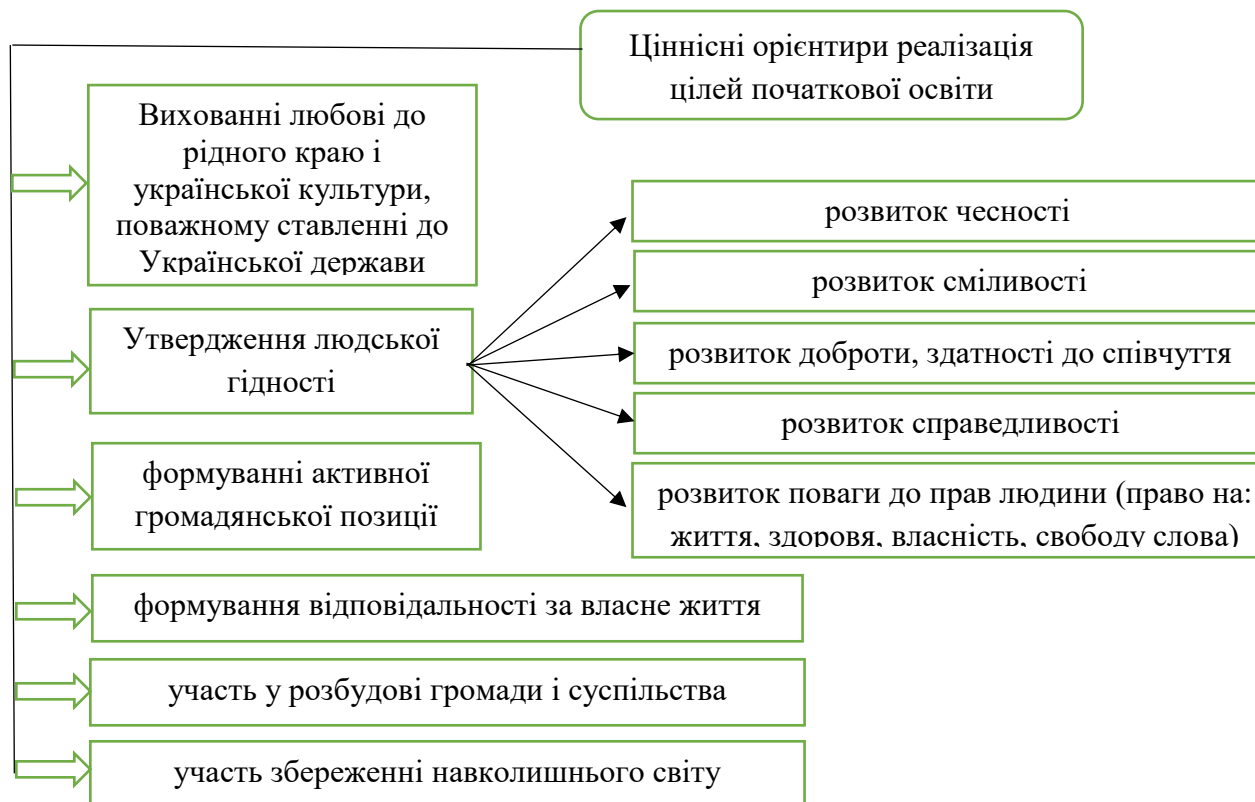 Ціннісні орієнтири реалізація
цілей початкової освіти
Вихованні любові до
рідного краю і
української культури,
поважному ставленні до
Української держави
Утвердження людської
гідності
розвиток чесності
розвиток сміливості
розвиток доброти, здатності до співчуття
розвиток справедливості
розвиток поваги до прав людини (право на:
життя, здоровя, власність, свободу слова)
формуванні активної
громадянської позиції
формування відповідальності за власне життя
участь у розбудові громади і суспільства
участь збереженні навколишнього світу